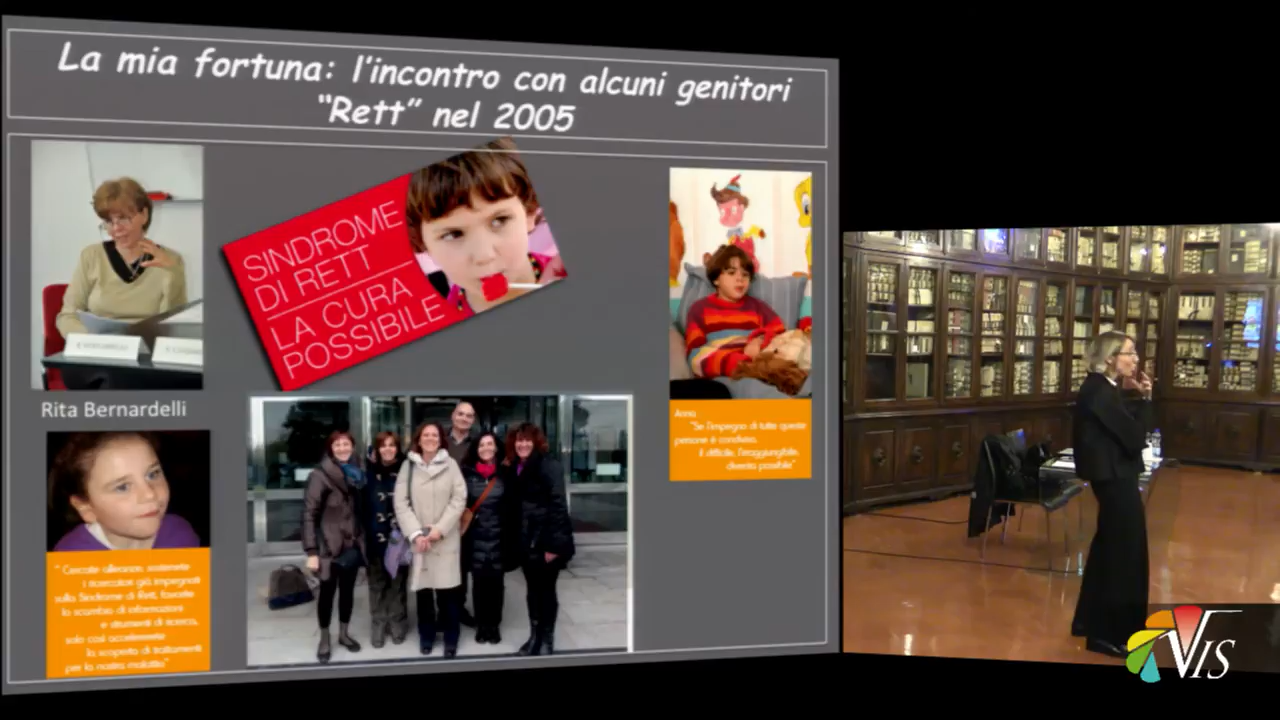 La mia fortuna: l'incontro con alcuni genitori
"Rett" nel 2005
SINDROME
DI RETT
LA CURA
POSSIBILE
Rita Bernardelli
Anna
"Se l'impegno di tutte queste
persone è condiviso,
il difficile, l'irraggiungibile,
diventa possibile"
" Cercate alleanze, sostenete
i ricercatori già impegnati
sulla Sindrome di Rett, favorite
lo scambio di informazioni
e strumenti di ricerca,
solo così accelererete
la scoperta di trattamenti
per la nostra malattia"
VIS